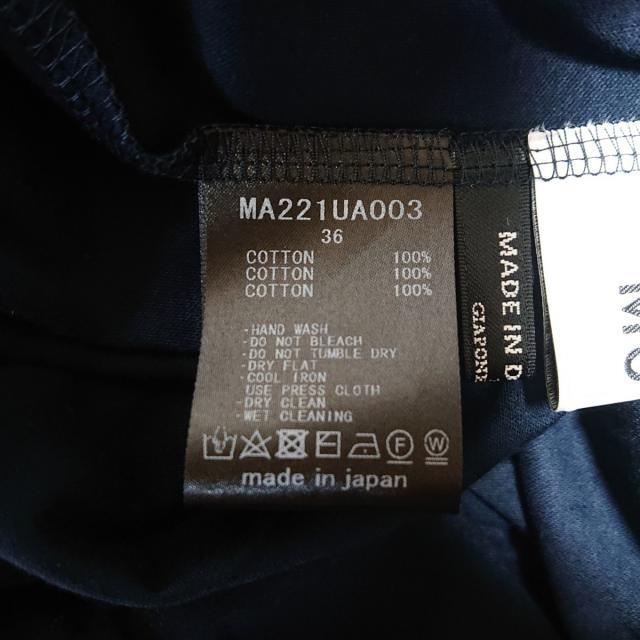 MA221UA003
36
COTTON 100%
COTTON 100%
COTTON 100%
-HAND WASH
-DO NOT BLEACH
-DO NOT TUMBLE DRY
-DRY FLAT
-COOL IRON
USE PRESS CLOTH
DRY CLEAN
-WET CLEANING
F W
made in japan
MADE IN D